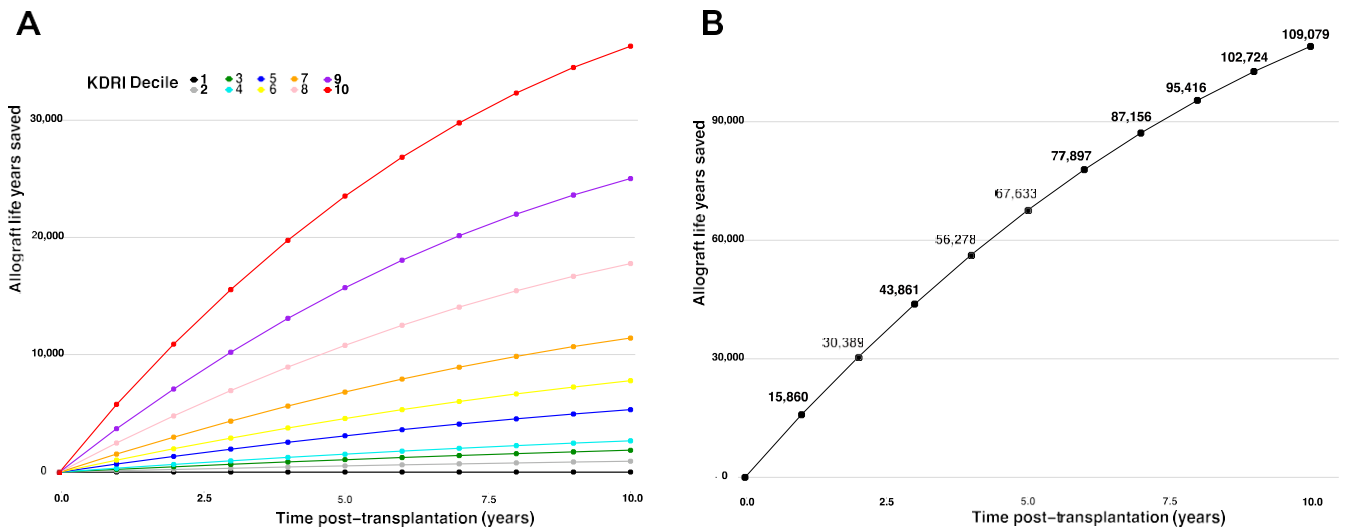 A
KDRI Decile
1 3 5 7 9
2 4 6 8 10
Allograft life years saved
30,000
20,000
10,000
0
0.0 2.5 5.0 7.5 10.0
Time post-transplantation (years)
B
109,079
102,724
95,416
87,156
77,897
67,633
56,278
43,861
30,389
15,860
Allograft life years saved
90,000
60,000
30,000
0
0.0 2.5 5.0 7.5 10.0
Time post-transplantation (years)